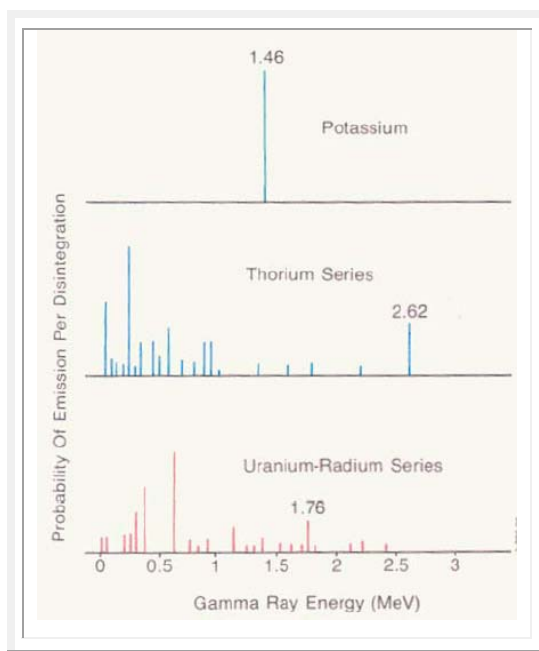 1.46
Potassium
Probability Of Emission Per Disintegration
Thorium Series
2.62
Uranium-Radium Series
1.76
0 0.5 1 1.5 2 2.5 3
Gamma Ray Energy (MeV)